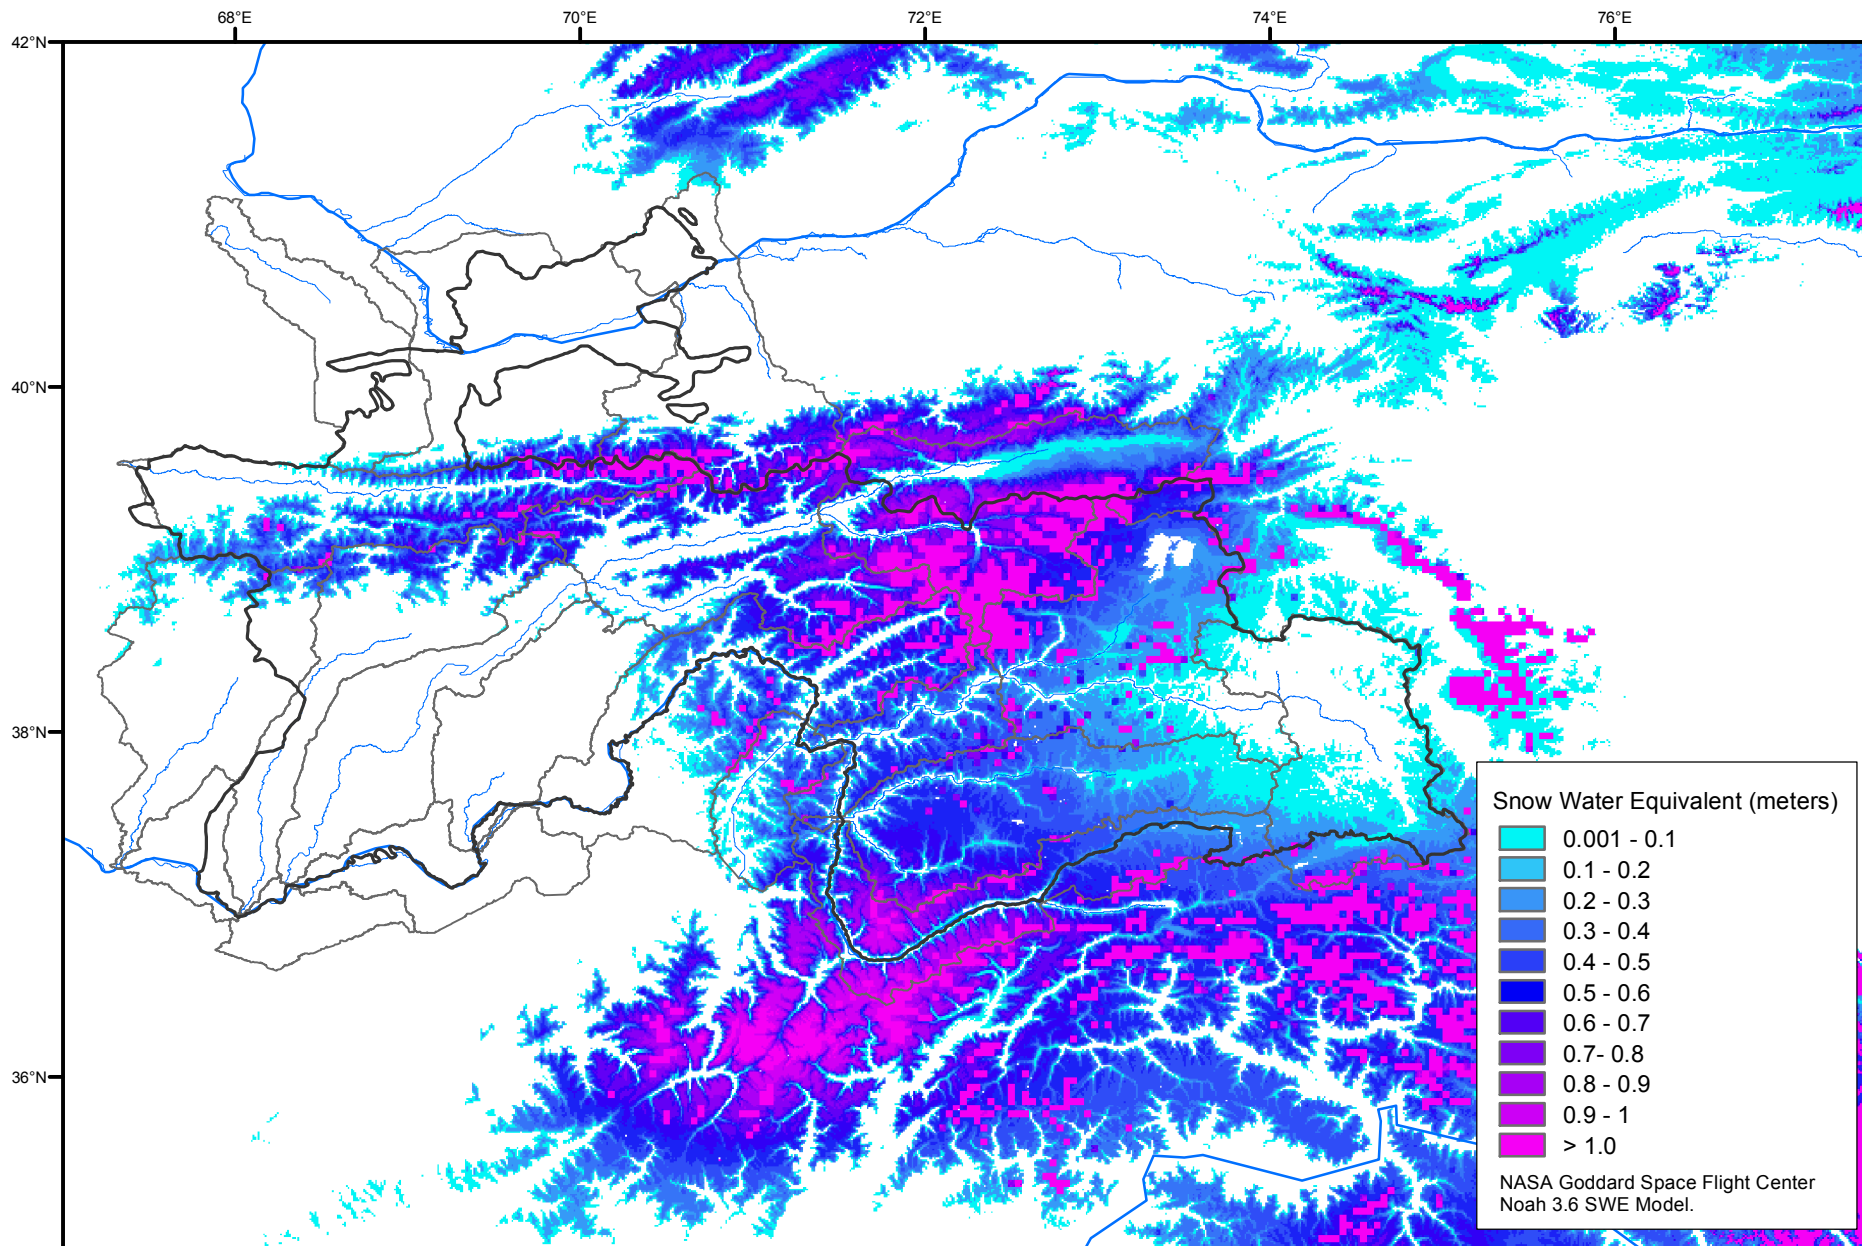 68°E
70°E
72°E
74°E
76°E
42°N
40°N
38°N
36°N
Snow Water Equivalent (meters)
0.001 - 0.1
0.1 - 0.2
0.2 - 0.3
0.3 - 0.4
0.4 - 0.5
0.5 - 0.6
0.6 - 0.7
0.7- 0.8
0.8 - 0.9
0.9 - 1
> 1.0
NASA Goddard Space Flight Center
Noah 3.6 SWE Model.